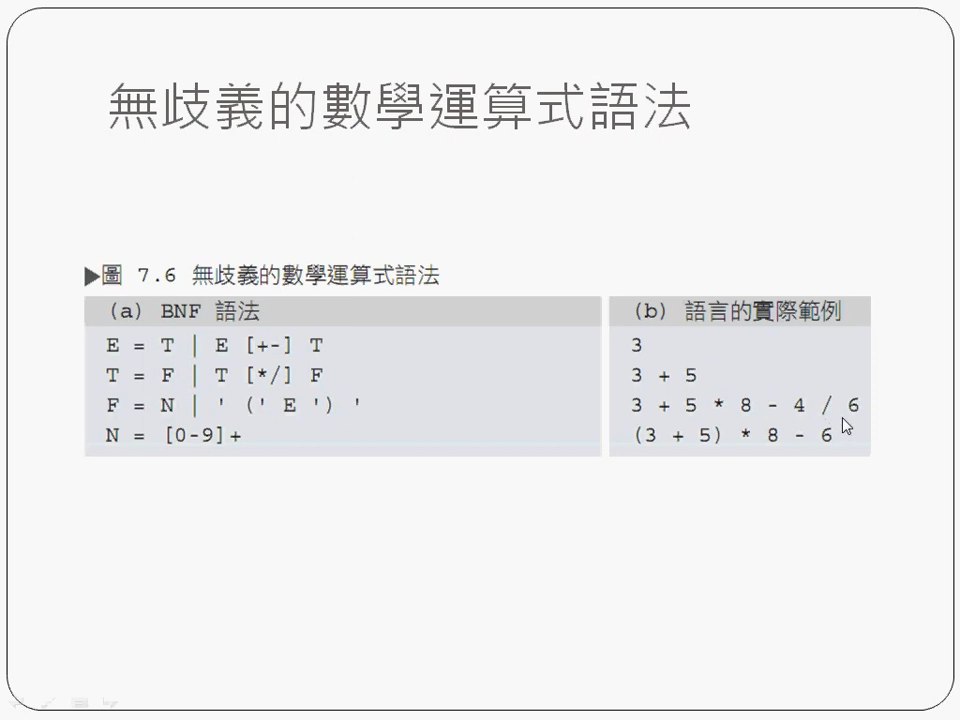 無歧義的數學運算式語法
▶圖 7.6 無歧義的數學運算式語法
(a) BNF 語法
E = T | E [+-] T
T = F | T [*/] F
F = N | ' (' E ') '
N = [0-9]+
(b) 語言的實際範例
3
3 + 5
3 + 5 * 8 - 4 / 6
(3 + 5) * 8 - 6